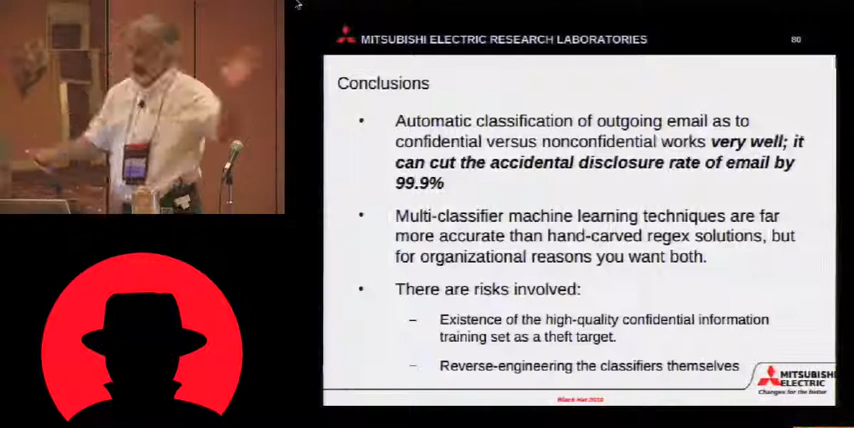 MITSUBISHI ELECTRIC RESEARCH LABORATORIES
80
Conclusions
• Automatic classification of outgoing email as to
confidential versus nonconfidential works very well; it
can cut the accidental disclosure rate of email by
99.9%
• Multi-classifier machine learning techniques are far
more accurate than hand-carved regex solutions, but
for organizational reasons you want both.
• There are risks involved:
– Existence of the high-quality confidential information
training set as a theft target.
– Reverse-engineering the classifiers themselves
MITSUBISHI
ELECTRIC
Changes for the Better
Black Hat 2010